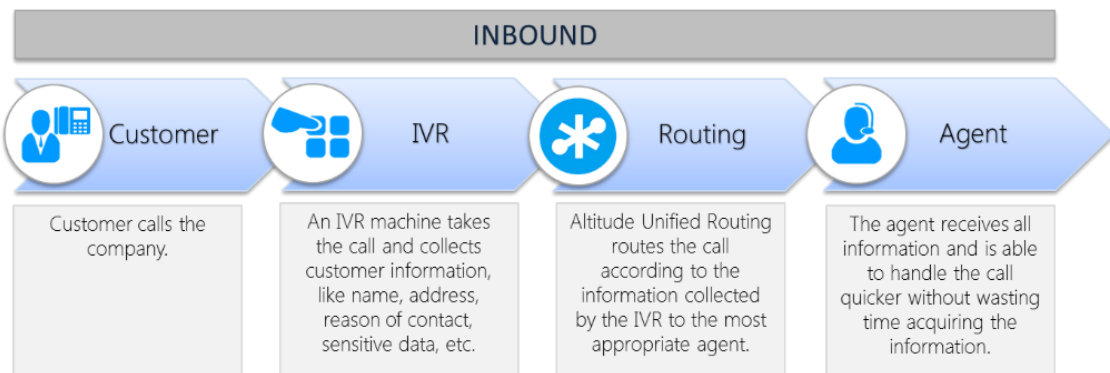 INBOUND
Customer
IVR
Routing
Agent
Customer calls the
company.
An IVR machine takes
the call and collects
customer information,
like name, address,
reason of contact,
sensitive data, etc.
Altitude Unified Routing
routes the call
according to the
information collected
by the IVR to the most
appropriate agent.
The agent receives all
information and is able
to handle the call
quicker without wasting
time acquiring the
information.